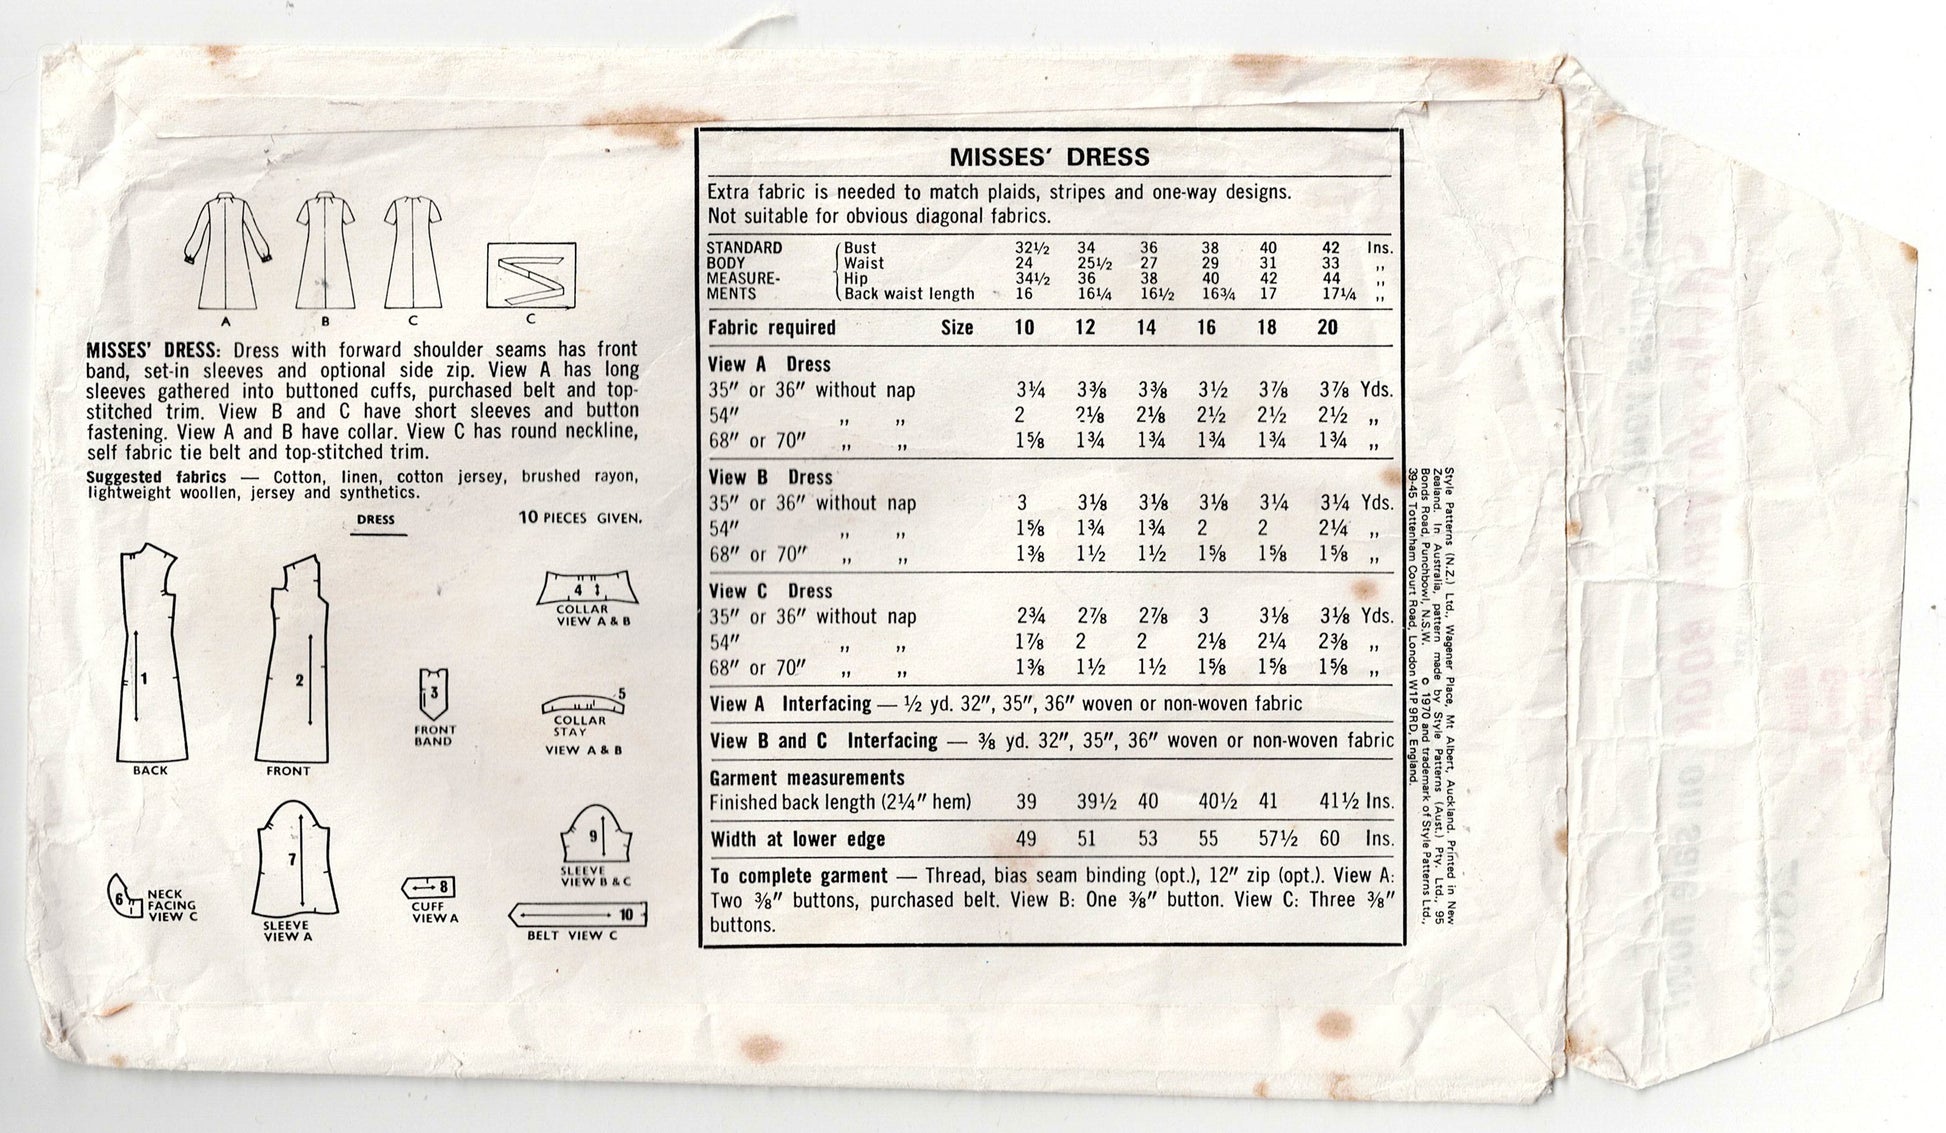 A
B
C
C
MISSES' DRESS: Dress with forward shoulder seams has front
band, set-in sleeves and optional side zip. View A has long
sleeves gathered into buttoned cuffs, purchased belt and top-
stitched trim. View B and C have short sleeves and button
fastening. View A and B have collar. View C has round neckline,
self fabric tie belt and top-stitched trim.
Suggested fabrics — Cotton, linen, cotton jersey, brushed rayon,
lightweight woollen, jersey and synthetics.
DRESS
10 PIECES GIVEN.
1
BACK
2
FRONT
3
FRONT
BAND
4
COLLAR
VIEW A & B
5
COLLAR
STAY
VIEW A & B
6
NECK
FACING
VIEW C
7
SLEEVE
VIEW A
8
CUFF
VIEW A
9
SLEEVE
VIEW B & C
10
BELT VIEW C
MISSES' DRESS
Extra fabric is needed to match plaids, stripes and one-way designs.
Not suitable for obvious diagonal fabrics.
STANDARD Bust 32½ 34 36 38 40 42 Ins.
BODY Waist 24 25½ 27 29 31 33 ,,
MEASURE- Hip 34½ 36 38 40 42 44 ,,
MENTS Back waist length 16 16¼ 16½ 16¾ 17 17¼ ,,
Fabric required Size 10 12 14 16 18 20
View A Dress
35″ or 36″ without nap 3¼ 3⅜ 3⅜ 3½ 3⅞ 3⅞ Yds.
54″ ,, ,, 2 2⅛ 2⅛ 2½ 2½ 2½ ,,
68″ or 70″ ,, ,, 1⅝ 1¾ 1¾ 1¾ 1¾ 1¾ ,,
View B Dress
35″ or 36″ without nap 3 3⅛ 3⅛ 3⅛ 3¼ 3¼ Yds.
54″ ,, ,, 1⅝ 1¾ 1¾ 2 2 2¼ ,,
68″ or 70″ ,, ,, 1⅜ 1½ 1½ 1⅝ 1⅝ 1⅝ ,,
View C Dress
35″ or 36″ without nap 2¾ 2⅞ 2⅞ 3 3⅛ 3⅛ Yds.
54″ ,, ,, 1⅞ 2 2 2⅛ 2¼ 2⅜ ,,
68″ or 70″ ,, ,, 1⅜ 1½ 1½ 1⅝ 1⅝ 1⅝ ,,
View A Interfacing — ½ yd. 32″, 35″, 36″ woven or non-woven fabric
View B and C Interfacing — ⅜ yd. 32″, 35″, 36″ woven or non-woven fabric
Garment measurements
Finished back length (2¼″ hem) 39 39½ 40 40½ 41 41½ Ins.
Width at lower edge 49 51 53 55 57½ 60 Ins.
To complete garment — Thread, bias seam binding (opt.), 12″ zip (opt.). View A:
Two ⅜″ buttons, purchased belt. View B: One ⅜″ button. View C: Three ⅜″
buttons.
Style Patterns (N.Z.) Ltd., Wagener Place, Mt Albert, Auckland, Printed in New
Zealand. In Australia, pattern made by Style Patterns (Aust.) Pty. Ltd., 95
Bonds Road, Punchbowl, N.S.W. © 1970 and trademark of Style Patterns Ltd.,
39-45 Tottenham Court Road, London W1P 9RD, England.